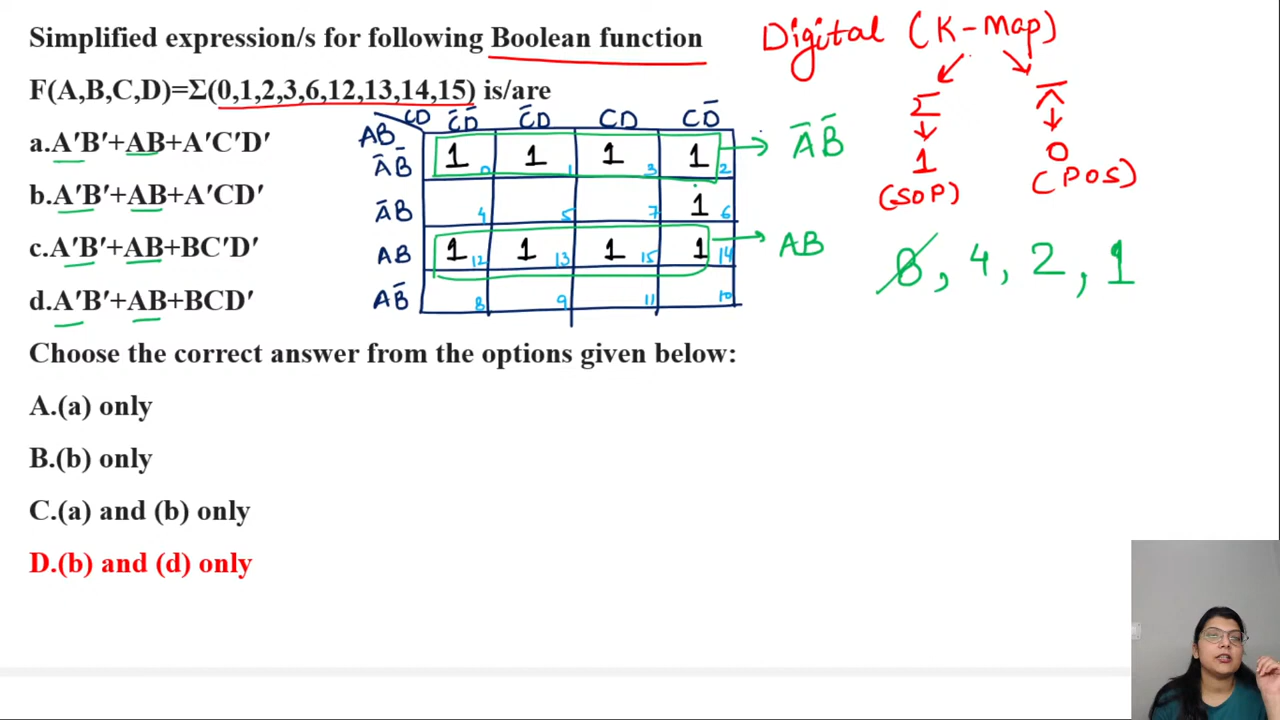 Simplified expression/s for following Boolean function
F(A,B,C,D)=Σ(0,1,2,3,6,12,13,14,15) is/are
a.A′B′+AB+A′C′D′
b.A′B′+AB+A′CD′
c.A′B′+AB+BC′D′
d.A′B′+AB+BCD′
Choose the correct answer from the options given below:
A.(a) only
B.(b) only
C.(a) and (b) only
D.(b) and (d) only
CD C̅D̅ C̅D CD CD̅
AB
A̅B̅ 1 0 1 1 1 3 1 2 → A̅B̅
A̅B 4 5 7 1 6
AB 1 12 1 13 1 15 1 14 → AB
AB̅ 8 9 11 10
Digital (K-Map)
Σ π
↓ ↓
1 0
(SOP) (POS)
8, 4, 2, 1